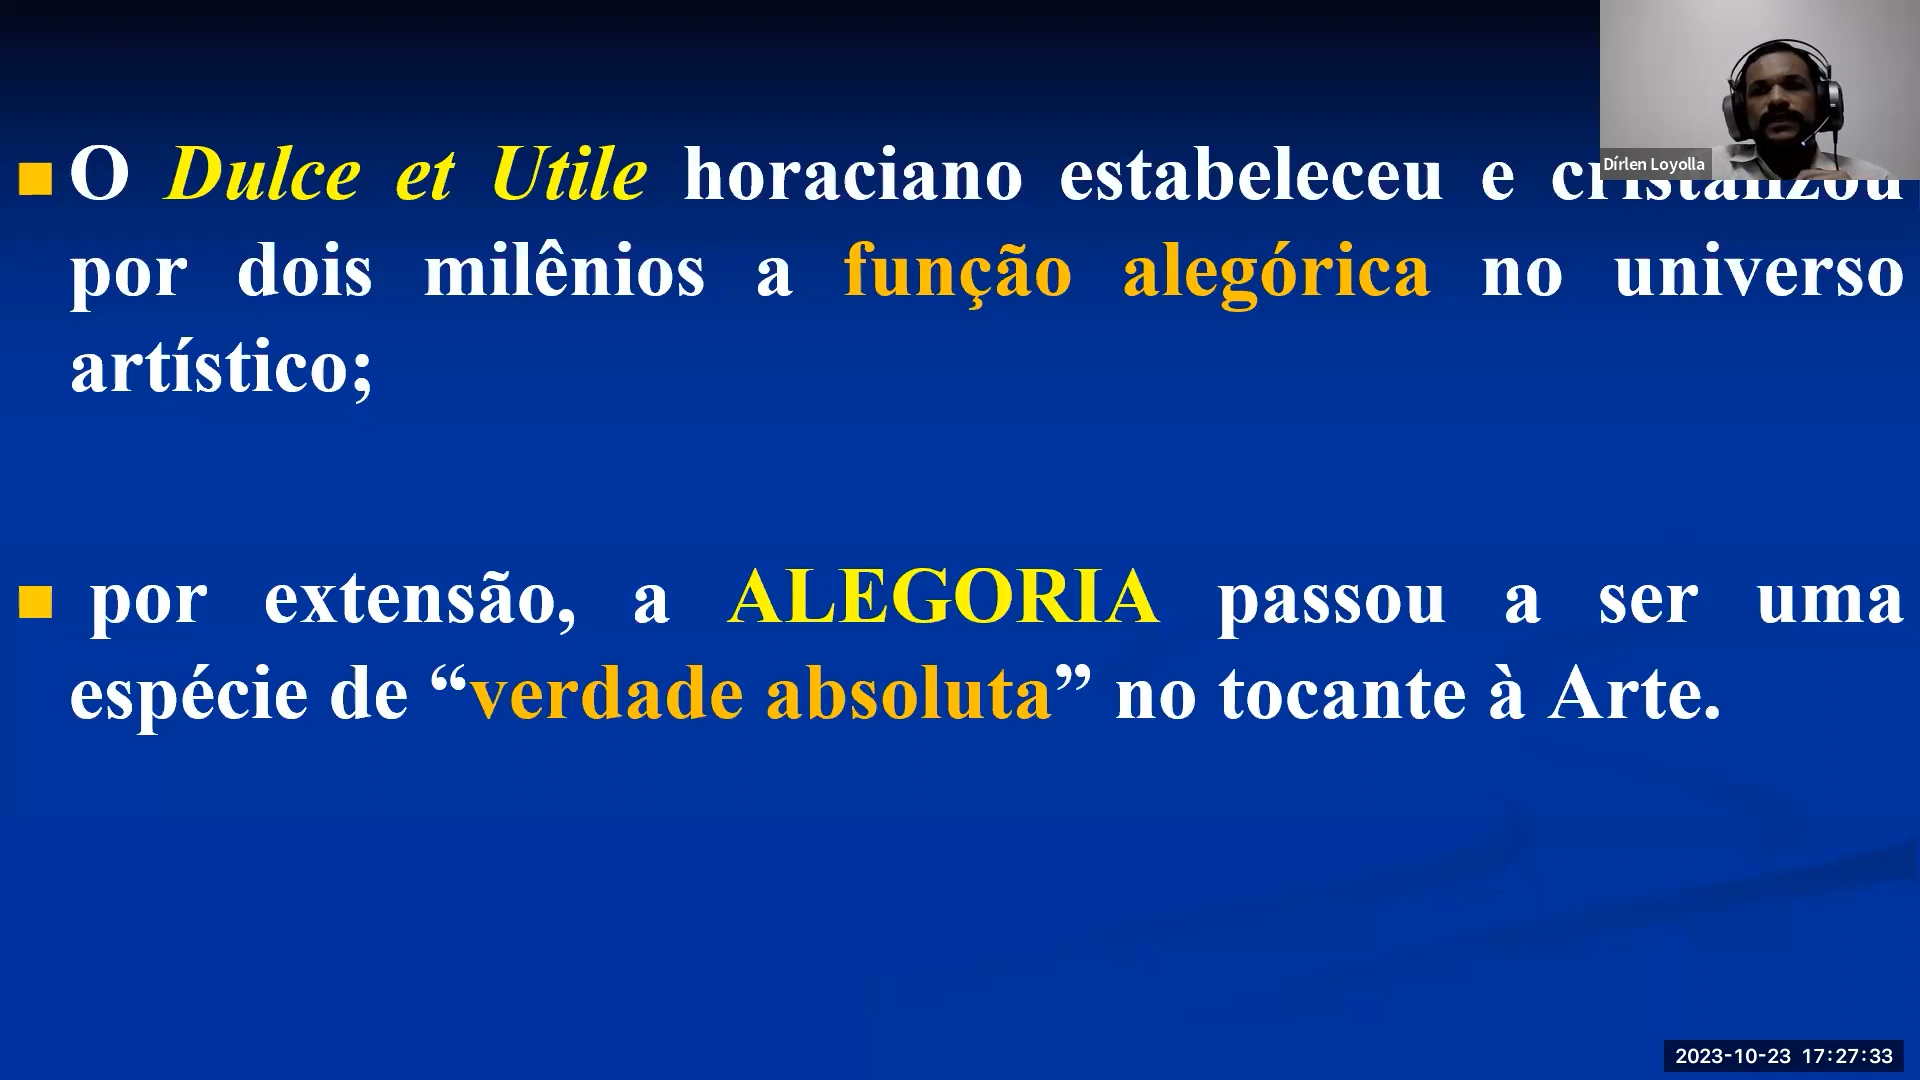 O Dulce et Utile horaciano estabeleceu e cristalizou
por dois milênios a função alegórica no universo
artístico;
por extensão, a ALEGORIA passou a ser uma
espécie de “verdade absoluta” no tocante à Arte.
Dírlen Loyolla
2023-10-23 17:27:33